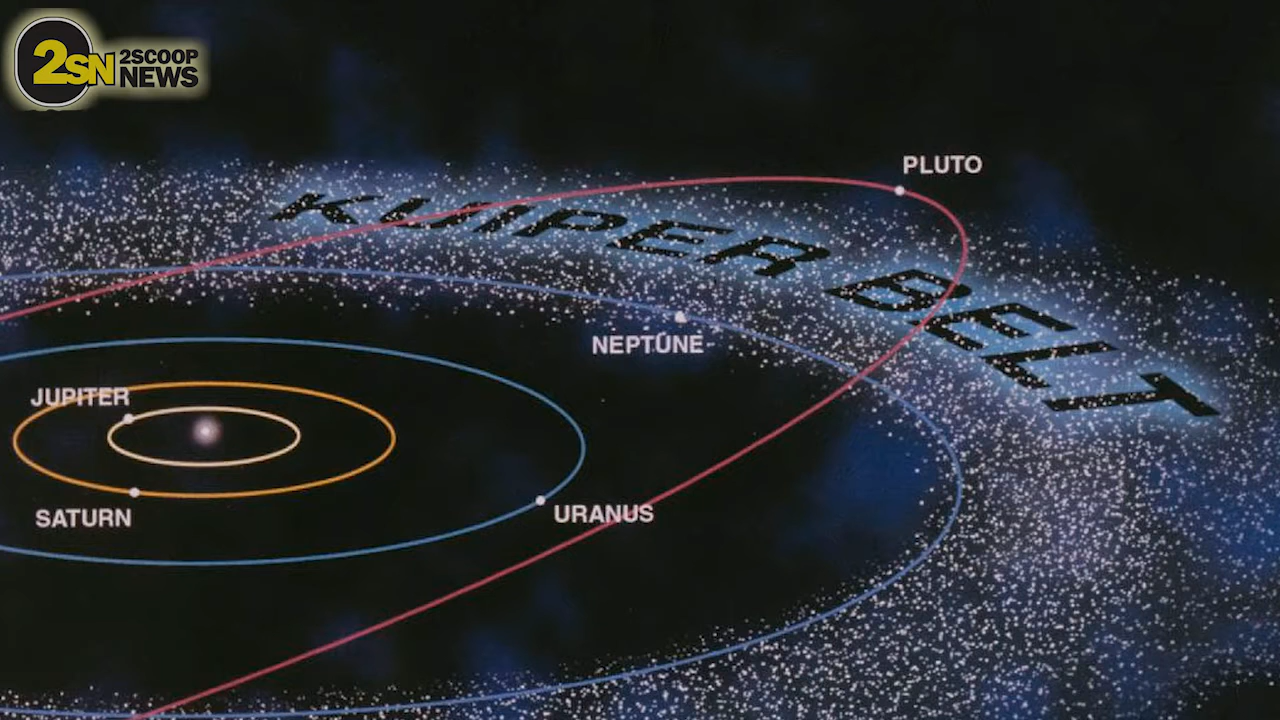 2SN 2SCOOP
NEWS
PLUTO
KUIPER BELT
NEPTUNE
JUPITER
SATURN
URANUS